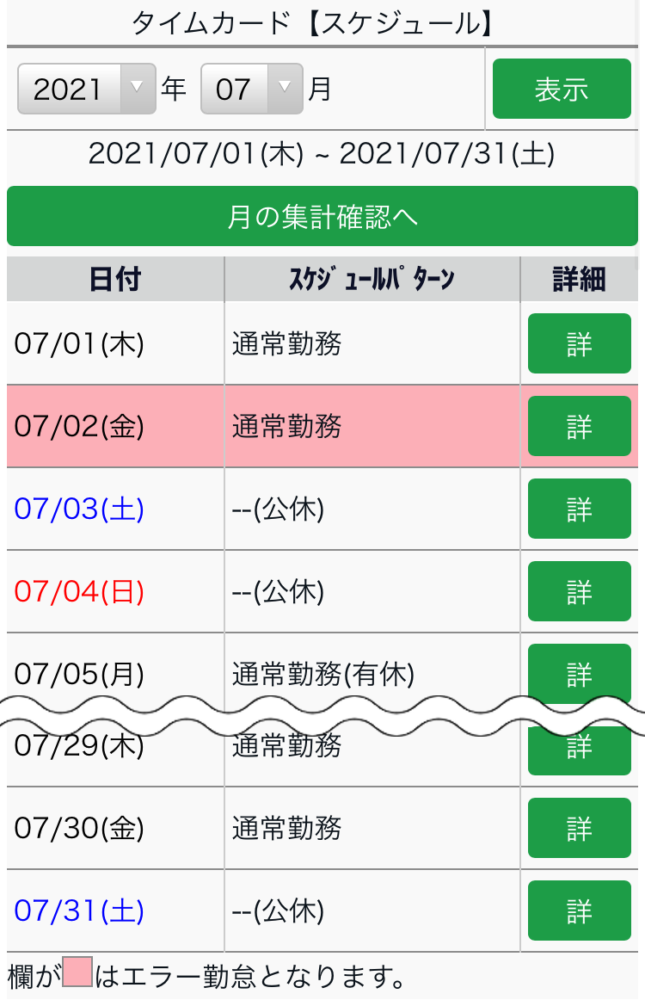 タイムカード【スケジュール】
2021 年 07 月 表示
2021/07/01(木) ~ 2021/07/31(土)
月の集計確認へ
日付 ｽｹｼﾞｭｰﾙﾊﾟﾀｰﾝ 詳細
07/01(木) 通常勤務 詳
07/02(金) 通常勤務 詳
07/03(土) --(公休) 詳
07/04(日) --(公休) 詳
07/05(月) 通常勤務(有休) 詳
07/29(木) 通常勤務 詳
07/30(金) 通常勤務 詳
07/31(土) --(公休) 詳
欄がはエラー勤怠となります。